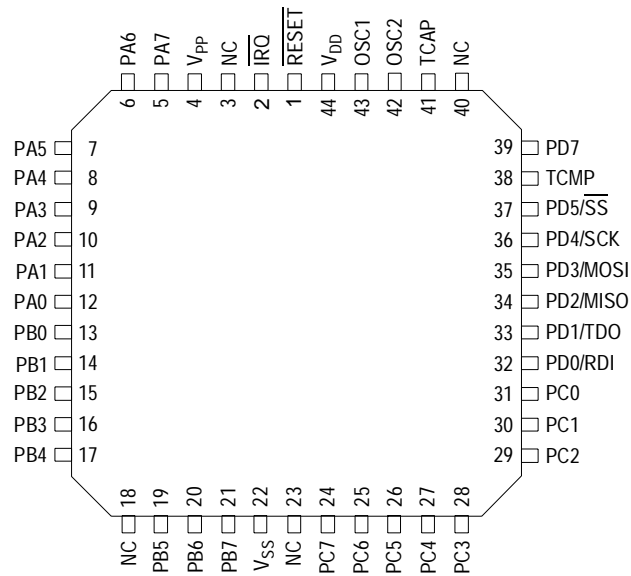 PA6 PA7 VPP NC IRQ RESET VDD OSC1 OSC2 TCAP NC
6 5 4 3 2 1 44 43 42 41 40
PA5 7 39 PD7
PA4 8 38 TCMP
PA3 9 37 PD5/SS
PA2 10 36 PD4/SCK
PA1 11 35 PD3/MOSI
PA0 12 34 PD2/MISO
PB0 13 33 PD1/TDO
PB1 14 32 PD0/RDI
PB2 15 31 PC0
PB3 16 30 PC1
PB4 17 29 PC2
18 19 20 21 22 23 24 25 26 27 28
NC PB5 PB6 PB7 VSS NC PC7 PC6 PC5 PC4 PC3